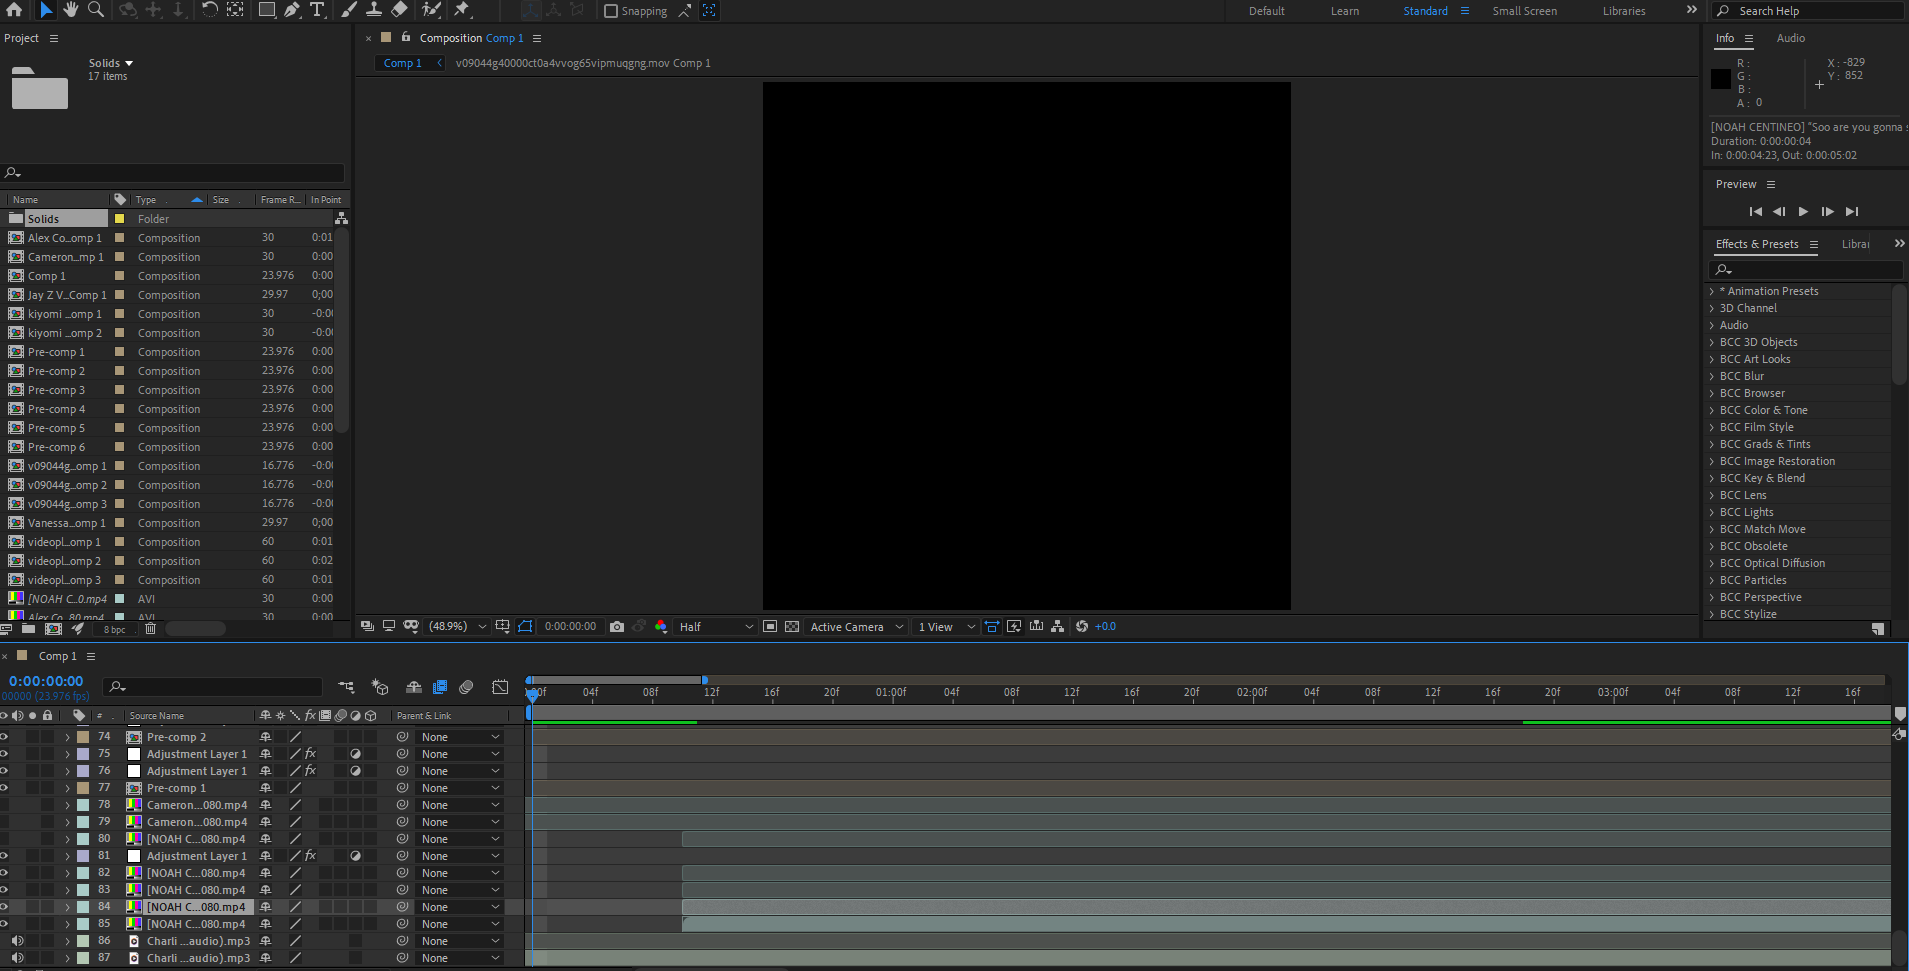 Snapping
Default
Learn
Standard
Small Screen
Libraries
Search Help
Project
Composition Comp 1
Info
Audio
Solids
17 items
Comp 1
v09044g40000ct0a4vvog65vipmuqgng.mov Comp 1
R :
G :
B :
A : 0
X : -829
Y : 852
[NOAH CENTINEO] "Soo are you gonna s
Duration: 0:00:00:04
In: 0:00:04:23, Out: 0:00:05:02
Preview
Effects & Presets
Librar
* Animation Presets
3D Channel
Audio
BCC 3D Objects
BCC Art Looks
BCC Blur
BCC Browser
BCC Color & Tone
BCC Film Style
BCC Grads & Tints
BCC Image Restoration
BCC Key & Blend
BCC Lens
BCC Lights
BCC Match Move
BCC Obsolete
BCC Optical Diffusion
BCC Particles
BCC Perspective
BCC Stylize
Name Type Size Frame R... In Point
Solids Folder
Alex Co...omp 1 Composition 30 0:01
Cameron...mp 1 Composition 30 0:00
Comp 1 Composition 23.976 0:00
Jay Z V...Comp 1 Composition 29.97 0;00
kiyomi ...omp 1 Composition 30 -0:0
kiyomi ...omp 2 Composition 30 -0:0
Pre-comp 1 Composition 23.976 0:00
Pre-comp 2 Composition 23.976 0:00
Pre-comp 3 Composition 23.976 0:00
Pre-comp 4 Composition 23.976 0:00
Pre-comp 5 Composition 23.976 0:00
Pre-comp 6 Composition 23.976 0:00
v09044g...omp 1 Composition 16.776 -0:0
v09044g...omp 2 Composition 16.776 -0:0
v09044g...omp 3 Composition 16.776 -0:0
Vanessa...omp 1 Composition 29.97 0;00
videopl...omp 1 Composition 60 0:01
videopl...omp 2 Composition 60 0:02
videopl...omp 3 Composition 60 0:01
[NOAH C...0.mp4 AVI 30 0:00
Alex Co...80.mp4 AVI 30 0:00
8 bpc
(48.9%) 0:00:00:00 Half Active Camera 1 View +0.0
Comp 1
0:00:00:00
00000 (23.976 fps)
:00f 04f 08f 12f 16f 20f 01:00f 04f 08f 12f 16f 20f 02:00f 04f 08f 12f 16f 20f 03:00f 04f 08f 12f 16f
# Source Name fx Parent & Link
74 Pre-comp 2 None
75 Adjustment Layer 1 fx None
76 Adjustment Layer 1 fx None
77 Pre-comp 1 None
78 Cameron...080.mp4 None
79 Cameron...080.mp4 None
80 [NOAH C...080.mp4 None
81 Adjustment Layer 1 fx None
82 [NOAH C...080.mp4 None
83 [NOAH C...080.mp4 None
84 [NOAH C...080.mp4 None
85 [NOAH C...080.mp4 None
86 Charli ...audio).mp3 None
87 Charli ...audio).mp3 None